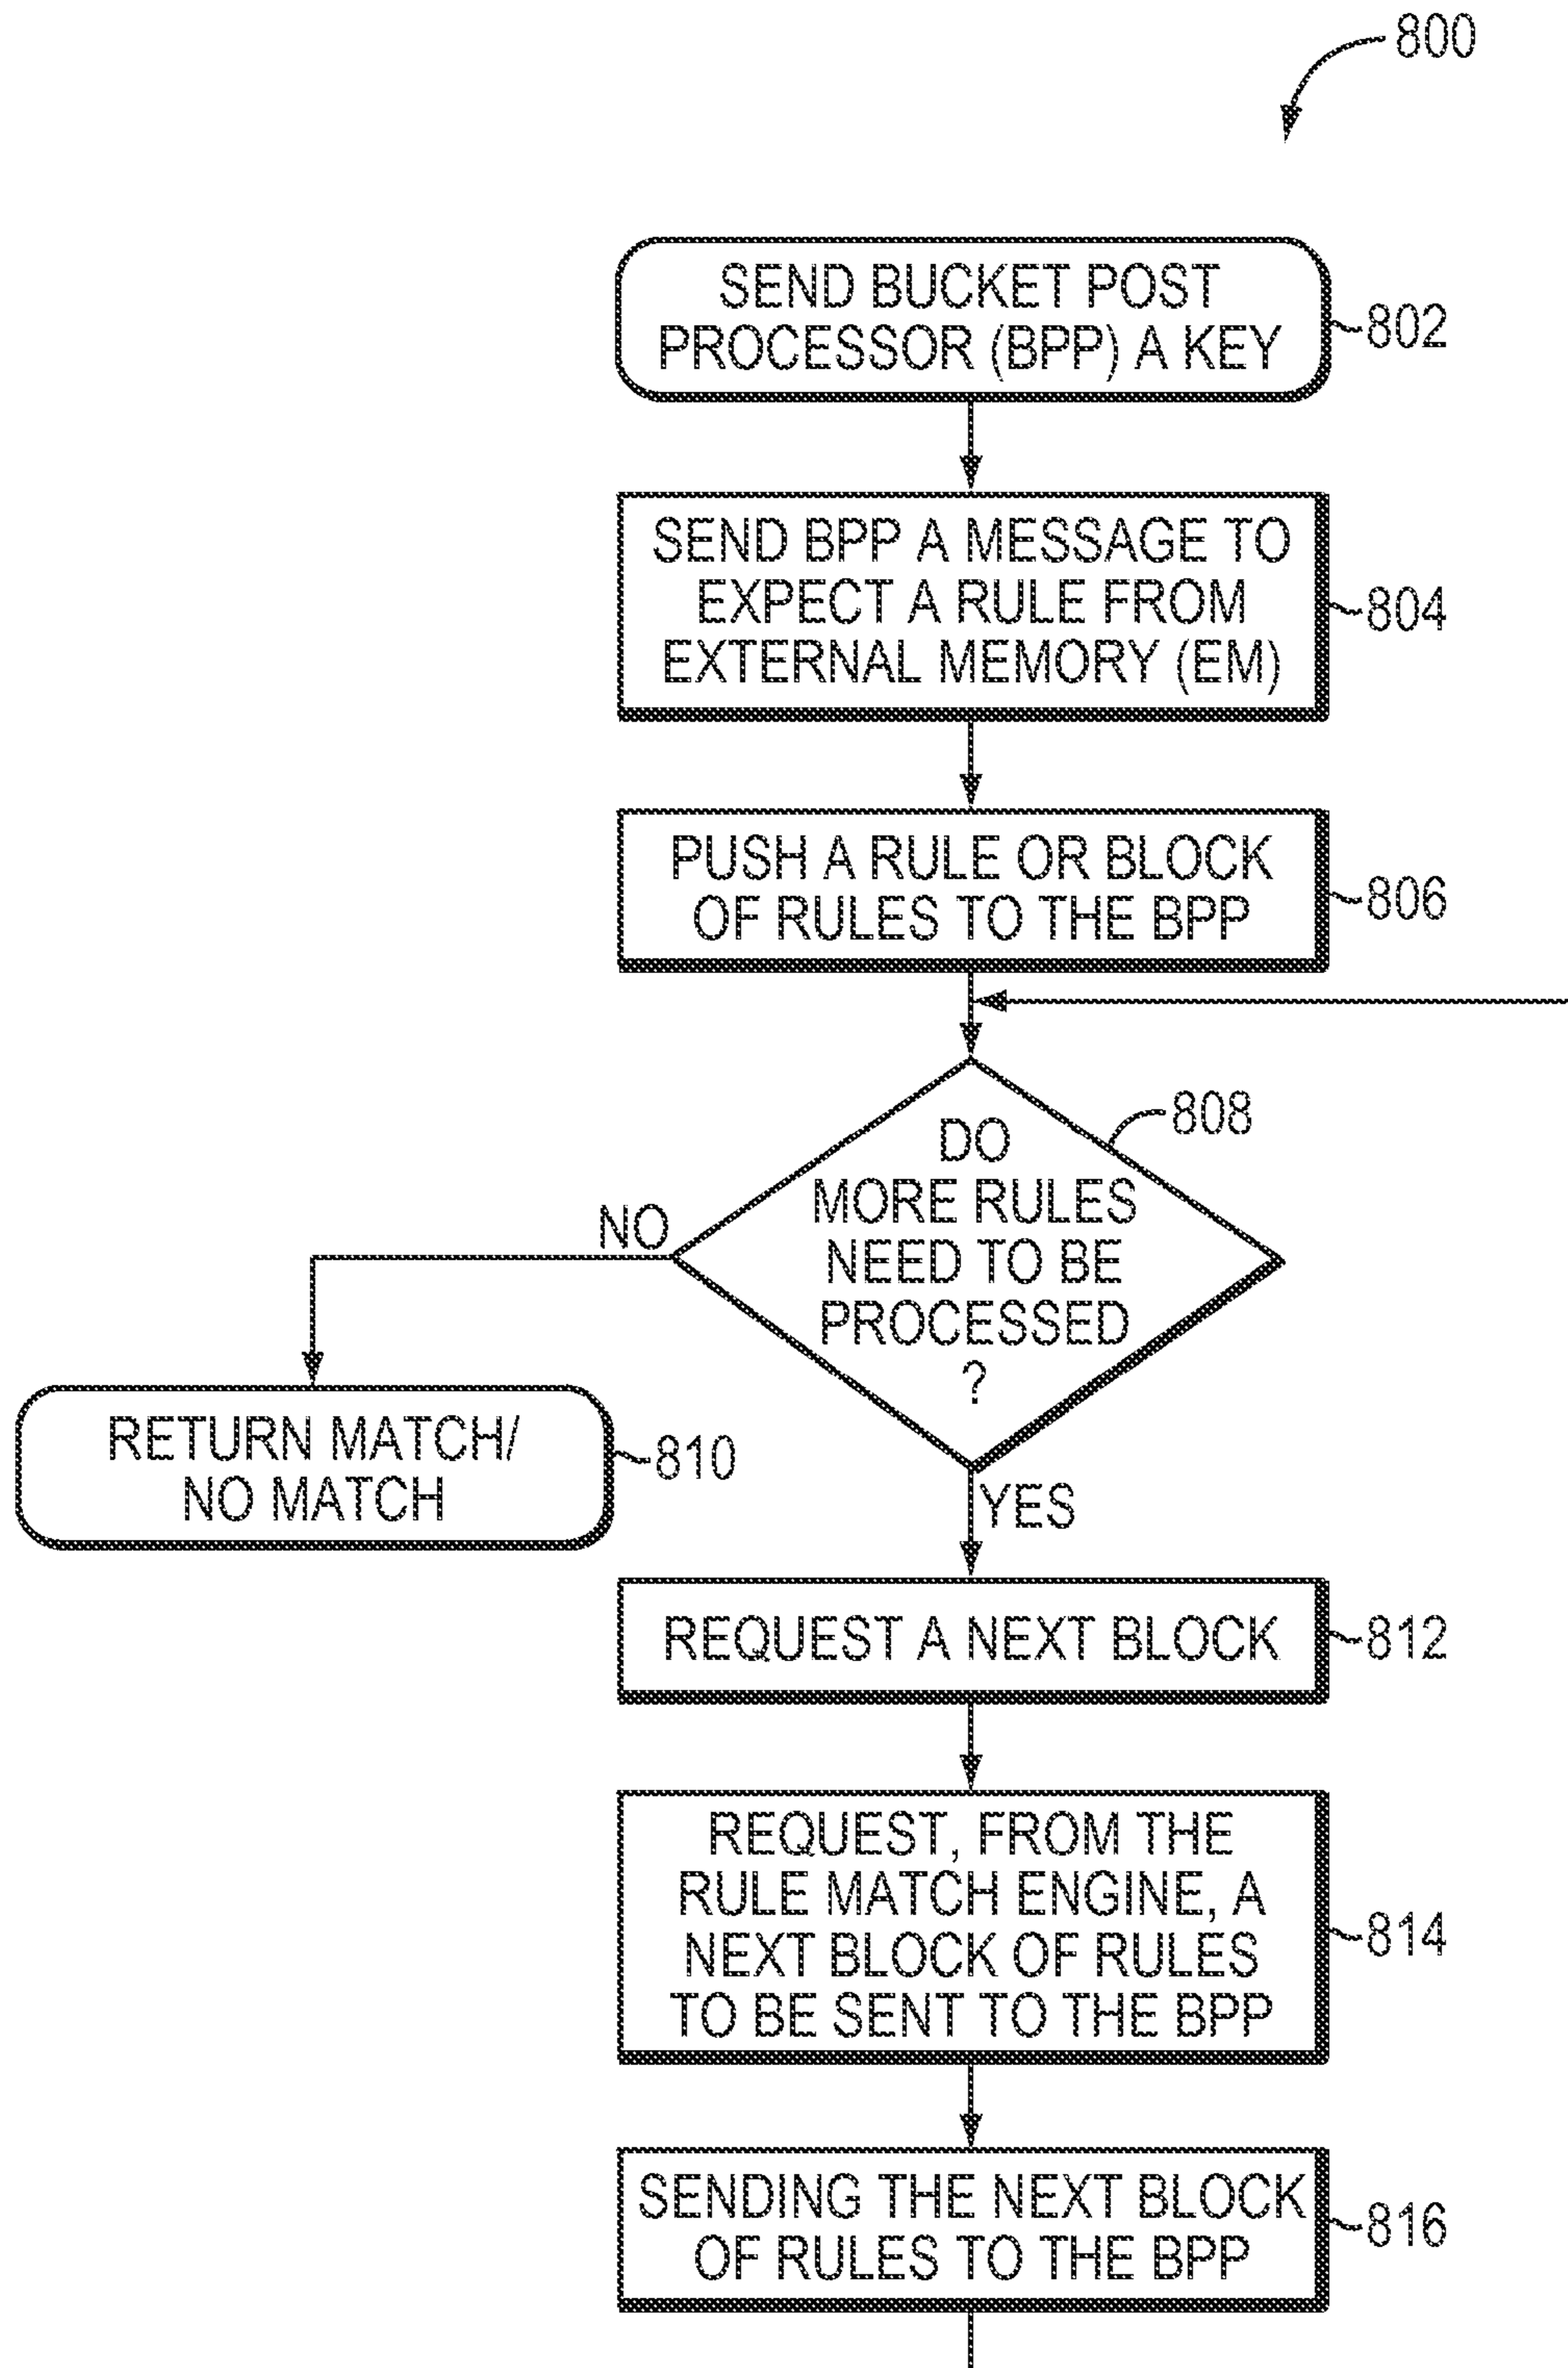 800
SEND BUCKET POST
PROCESSOR (BPP) A KEY
802
SEND BPP A MESSAGE TO
EXPECT A RULE FROM
EXTERNAL MEMORY (EM)
804
PUSH A RULE OR BLOCK
OF RULES TO THE BPP
806
DO
MORE RULES
NEED TO BE
PROCESSED
?
808
NO
RETURN MATCH/
NO MATCH
810
YES
REQUEST A NEXT BLOCK
812
REQUEST, FROM THE
RULE MATCH ENGINE, A
NEXT BLOCK OF RULES
TO BE SENT TO THE BPP
814
SENDING THE NEXT BLOCK
OF RULES TO THE BPP
816